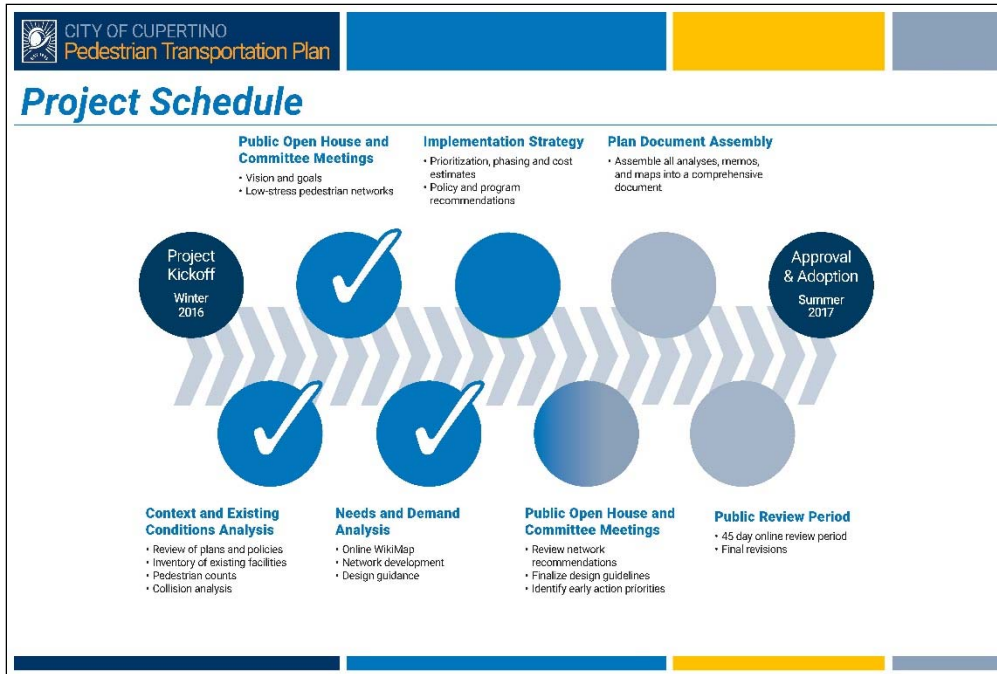 CITY OF CUPERTINO
Pedestrian Transportation Plan
Project Schedule
Public Open House and
Committee Meetings
• Vision and goals
• Low-stress pedestrian networks
Implementation Strategy
• Prioritization, phasing and cost
estimates
• Policy and program
recommendations
Plan Document Assembly
• Assemble all analyses, memos,
and maps into a comprehensive
document
Project
Kickoff
Winter
2016
Approval
& Adoption
Summer
2017
Context and Existing
Conditions Analysis
• Review of plans and policies
• Inventory of existing facilities
• Pedestrian counts
• Collision analysis
Needs and Demand
Analysis
• Online WikiMap
• Network development
• Design guidance
Public Open House and
Committee Meetings
• Review network
recommendations
• Finalize design guidelines
• Identify early action priorities
Public Review Period
• 45 day online review period
• Final revisions